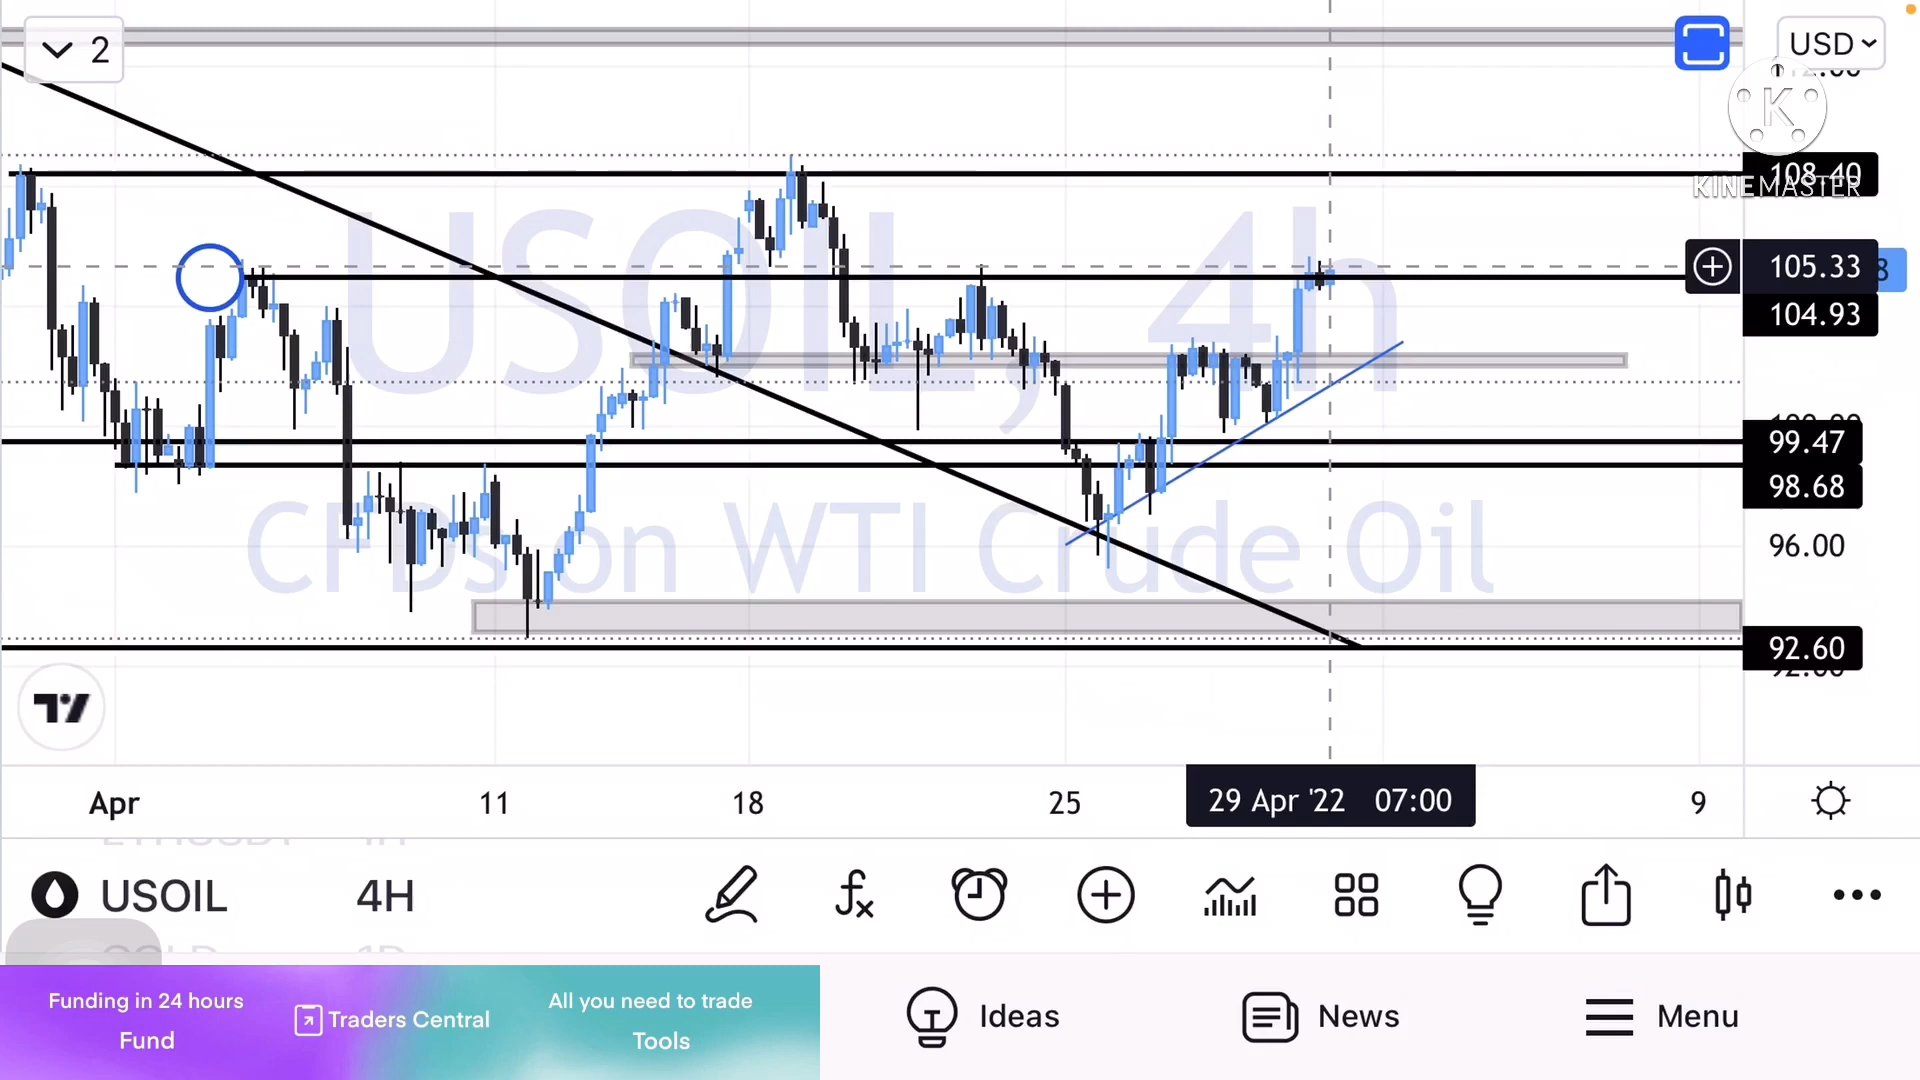 2
USD
K
KINEMASTER
108.40
105.33
104.93
USOIL, 4h
99.47
98.68
CFDs on WTI Crude Oil
96.00
92.60
Apr
11
18
25
29 Apr '22 07:00
9
USOIL 4H
Funding in 24 hours
Fund
Traders Central
All you need to trade
Tools
Ideas
News
Menu